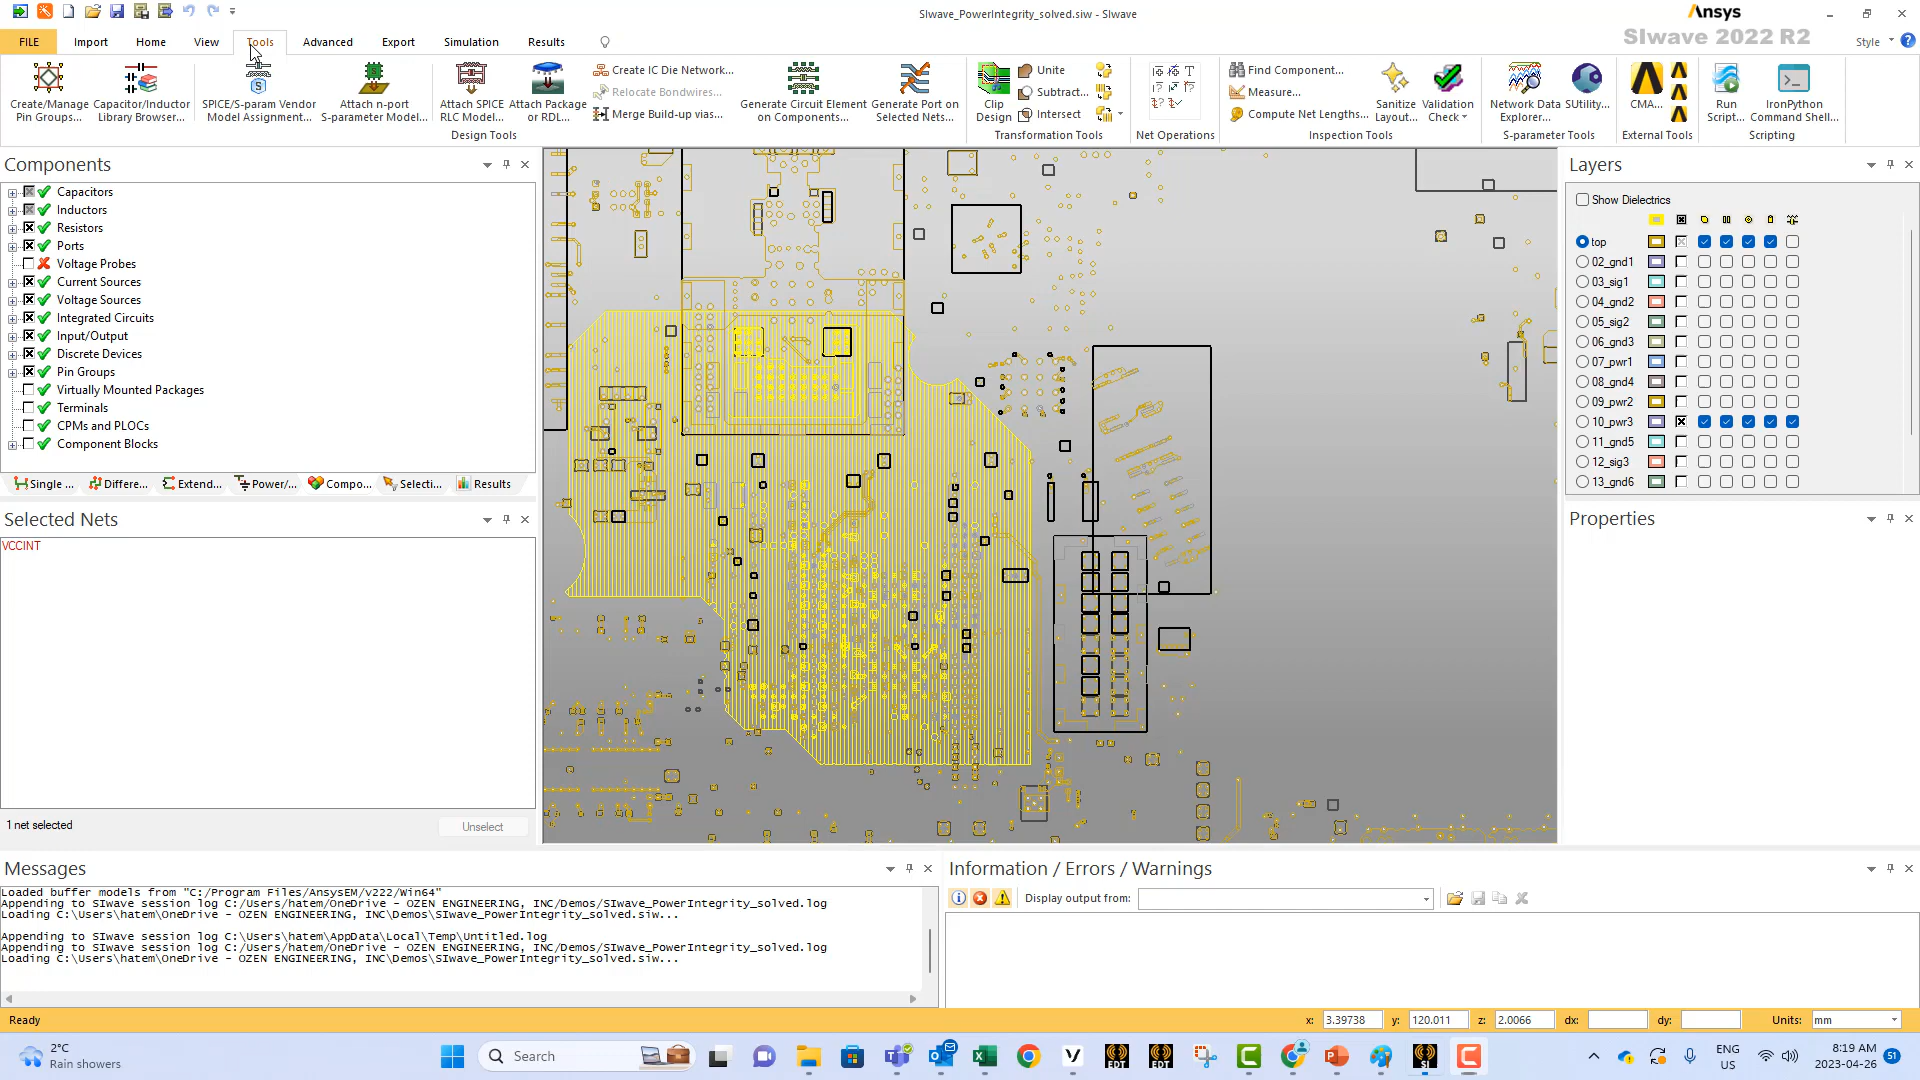 SIwave_PowerIntegrity_solved.siw - SIwave
Ansys
SIwave 2022 R2
FILE
Import
Home
View
Tools
Advanced
Export
Simulation
Results
Style
Create/Manage
Pin Groups...
Capacitor/Inductor
Library Browser...
SPICE/S-param Vendor
Model Assignment...
Attach n-port
S-parameter Model...
Attach SPICE
RLC Model...
Attach Package
or RDL...
Create IC Die Network...
Relocate Bondwires...
Merge Build-up vias...
Generate Circuit Element
on Components...
Generate Port on
Selected Nets...
Design Tools
Clip
Design
Unite
Subtract...
Intersect
Transformation Tools
Net Operations
Find Component...
Measure...
Compute Net Lengths...
Sanitize
Layout...
Validation
Check
Inspection Tools
Network Data
Explorer...
SUtility...
S-parameter Tools
CMA...
External Tools
Run
Script...
IronPython
Command Shell...
Scripting
Components
Capacitors
Inductors
Resistors
Ports
Voltage Probes
Current Sources
Voltage Sources
Integrated Circuits
Input/Output
Discrete Devices
Pin Groups
Virtually Mounted Packages
Terminals
CPMs and PLOCs
Component Blocks
Single ...
Differe...
Extend...
Power/...
Compo...
Selecti...
Results
Selected Nets
VCCINT
1 net selected
Unselect
Layers
Show Dielectrics
top
02_gnd1
03_sig1
04_gnd2
05_sig2
06_gnd3
07_pwr1
08_gnd4
09_pwr2
10_pwr3
11_gnd5
12_sig3
13_gnd6
Properties
Messages
Loaded buffer models from "C:/Program Files/AnsysEM/v222/Win64"
Appending to SIwave session log C:/Users/hatem/OneDrive - OZEN ENGINEERING, INC/Demos/SIwave_PowerIntegrity_solved.log
Loading C:\Users\hatem\OneDrive - OZEN ENGINEERING, INC\Demos\SIwave_PowerIntegrity_solved.siw...
Appending to SIwave session log C:\Users\hatem\AppData\Local\Temp\Untitled.log
Appending to SIwave session log C:/Users/hatem/OneDrive - OZEN ENGINEERING, INC/Demos/SIwave_PowerIntegrity_solved.log
Loading C:\Users\hatem\OneDrive - OZEN ENGINEERING, INC\Demos\SIwave_PowerIntegrity_solved.siw...
Information / Errors / Warnings
Display output from:
Ready
x: 3.39738 y: 120.011 z: 2.0066 dx: dy: Units: mm
2°C
Rain showers
Search
EDT
EDT
SI
ENG
US
8:19 AM
2023-04-26
51